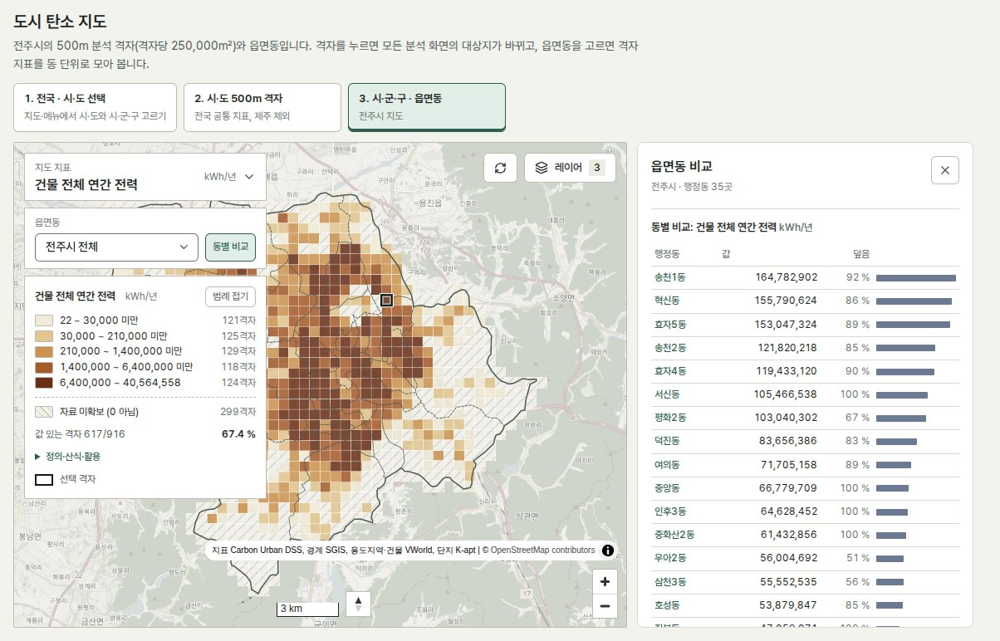 도시 탄소 지도
전주시의 500m 분석 격자(격자당 250,000m²)와 읍면동입니다. 격자를 누르면 모든 분석 화면의 대상지가 바뀌고, 읍면동을 고르면 격자
지표를 동 단위로 모아 봅니다.
1. 전국 · 시·도 선택
지도·메뉴에서 시·도와 시·군·구 고르기
2. 시·도 500m 격자
전국 공통 지표, 제주 제외
3. 시·군·구 · 읍면동
전주시 지도
지도 지표
건물 전체 연간 전력
kWh/년
레이어 3
읍면동
전주시 전체
동별 비교
건물 전체 연간 전력 kWh/년
범례 접기
22 ~ 30,000 미만 121격자
30,000 ~ 210,000 미만 125격자
210,000 ~ 1,400,000 미만 129격자
1,400,000 ~ 6,400,000 미만 118격자
6,400,000 ~ 40,564,558 124격자
자료 미확보 (0 아님) 299격자
값 있는 격자 617/916 67.4 %
정의·산식·활용
선택 격자
용진읍
소양면
상관면
봉남면
금산면
구이면
17
지표 Carbon Urban DSS, 경계 SGIS, 용도지역·건물 VWorld, 단지 K-apt | © OpenStreetMap contributors
3 km
읍면동 비교
전주시 · 행정동 35곳
동별 비교: 건물 전체 연간 전력 kWh/년
행정동 값 덮음
송천1동 164,782,902 92 %
혁신동 155,790,624 86 %
효자5동 153,047,324 89 %
송천2동 121,820,218 85 %
효자4동 119,433,120 90 %
서신동 105,466,538 100 %
평화2동 103,040,302 67 %
덕진동 83,656,386 83 %
여의동 71,705,158 89 %
중앙동 66,779,709 100 %
인후3동 64,628,452 100 %
중화산2동 61,432,856 100 %
우아2동 56,004,692 51 %
삼천3동 55,552,535 56 %
호성동 53,879,847 85 %